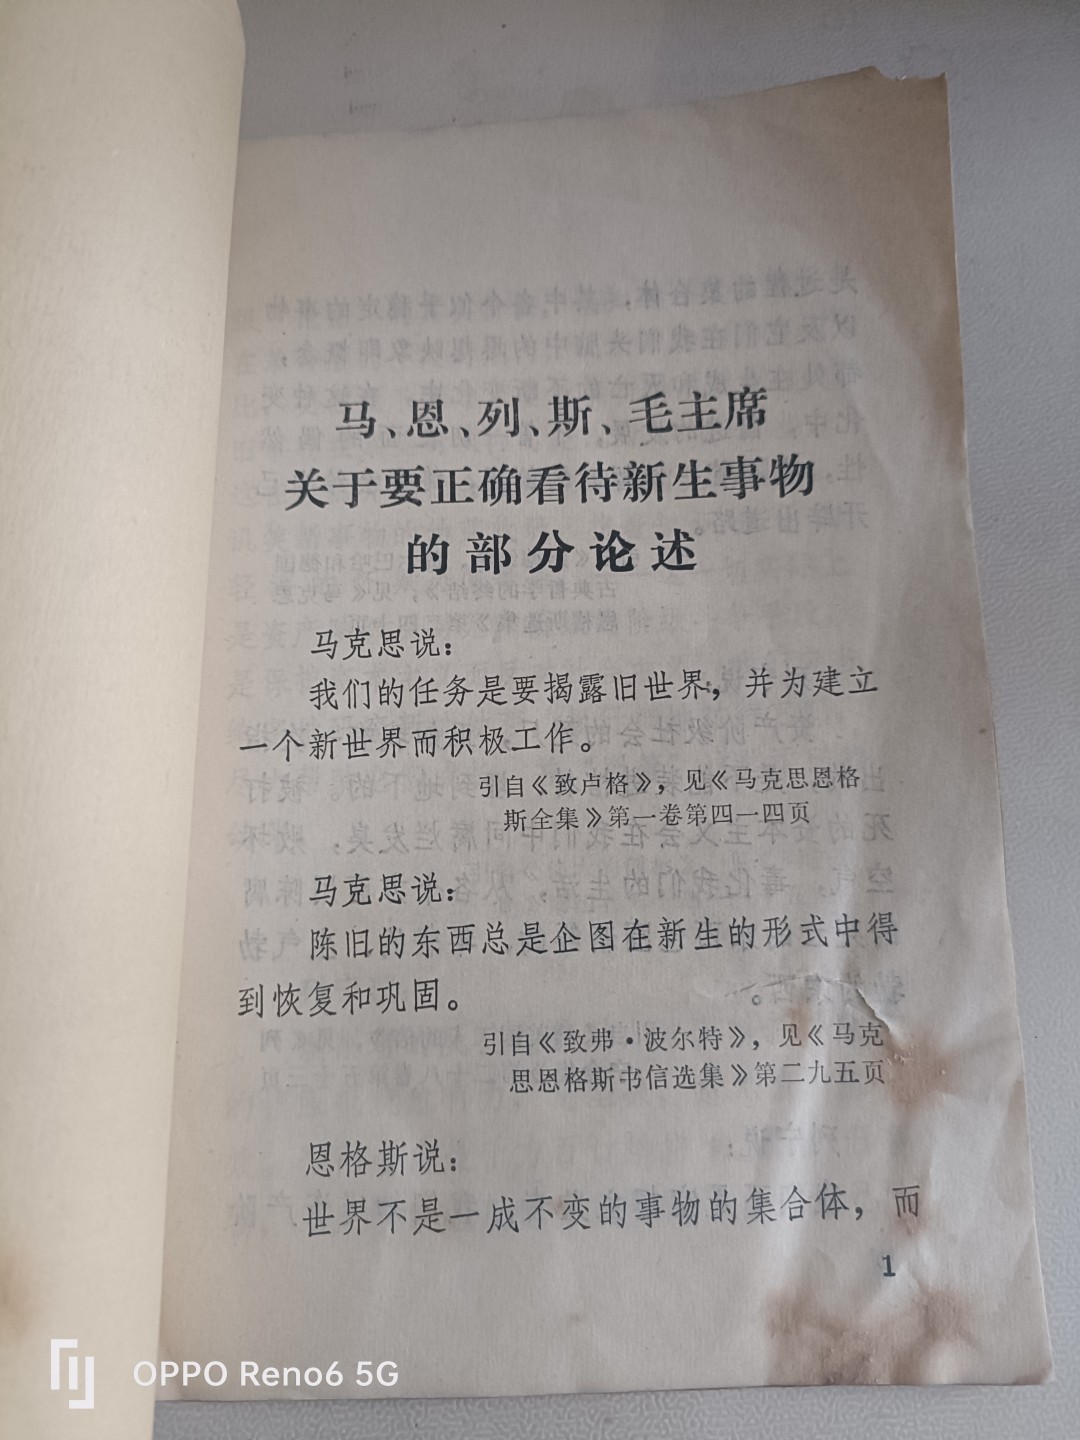 马、恩、列、斯、毛主席
关于要正确看待新生事物
的部分论述
马克思说：
我们的任务是要揭露旧世界，并为建立
一个新世界而积极工作。
引自《致卢格》，见《马克思恩格
斯全集》第一卷第四一四页
马克思说：
陈旧的东西总是企图在新生的形式中得
到恢复和巩固。
引自《致弗·波尔特》，见《马克
思恩格斯书信选集》第二九五页
恩格斯说：
世界不是一成不变的事物的集合体，而
1
OPPO Reno6 5G